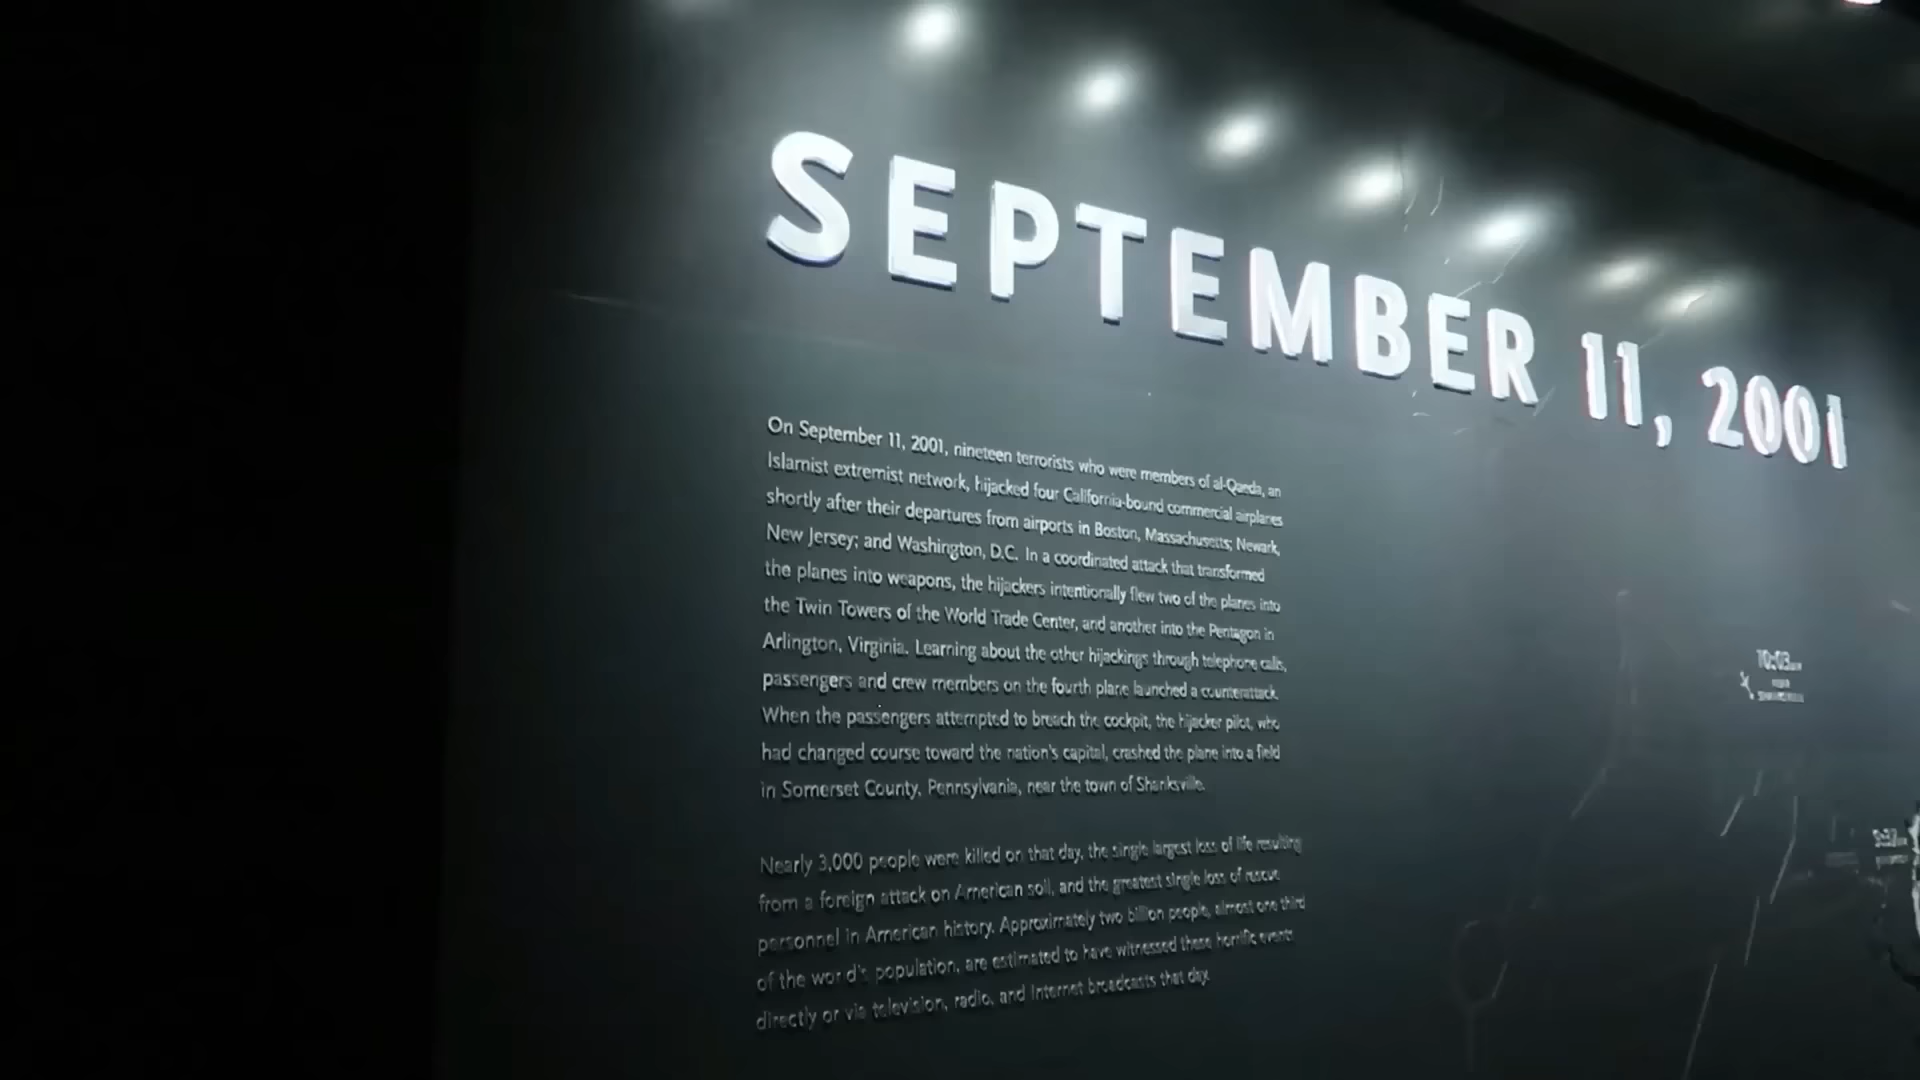 SEPTEMBER 11, 2001
On September 11, 2001, nineteen terrorists who were members of al-Qaeda, an
Islamist extremist network, hijacked four California-bound commercial airplanes
shortly after their departures from airports in Boston, Massachusetts; Newark,
New Jersey; and Washington, D.C. In a coordinated attack that transformed
the planes into weapons, the hijackers intentionally flew two of the planes into
the Twin Towers of the World Trade Center, and another into the Pentagon in
Arlington, Virginia. Learning about the other hijackings through telephone calls,
passengers and crew members on the fourth plane launched a counterattack.
When the passengers attempted to breach the cockpit, the hijacker pilot, who
had changed course toward the nation's capital, crashed the plane into a field
in Somerset County, Pennsylvania, near the town of Shanksville.
Nearly 3,000 people were killed on that day, the single largest loss of life resulting
from a foreign attack on American soil, and the greatest single loss of rescue
personnel in American history. Approximately two billion people, almost one third
of the world's population, are estimated to have witnessed these horrific events
directly or via television, radio, and Internet broadcasts that day.
10:03